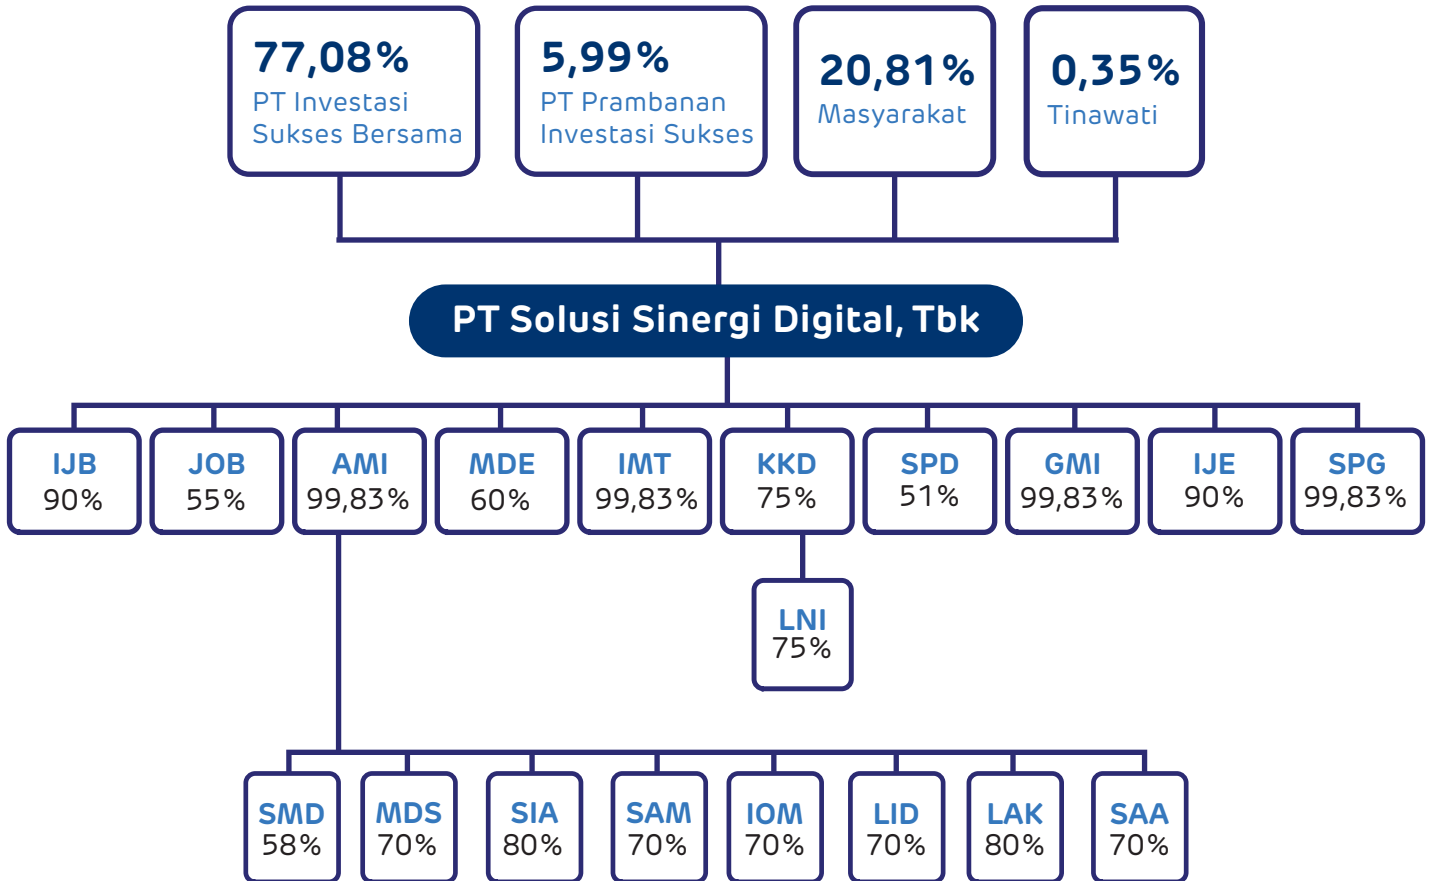 77,08%
PT Investasi
Sukses Bersama
5,99%
PT Prambanan
Investasi Sukses
20,81%
Masyarakat
0,35%
Tinawati
PT Solusi Sinergi Digital, Tbk
IJB
90%
JOB
55%
AMI
99,83%
MDE
60%
IMT
99,83%
KKD
75%
SPD
51%
GMI
99,83%
IJE
90%
SPG
99,83%
LNI
75%
SMD
58%
MDS
70%
SIA
80%
SAM
70%
IOM
70%
LID
70%
LAK
80%
SAA
70%